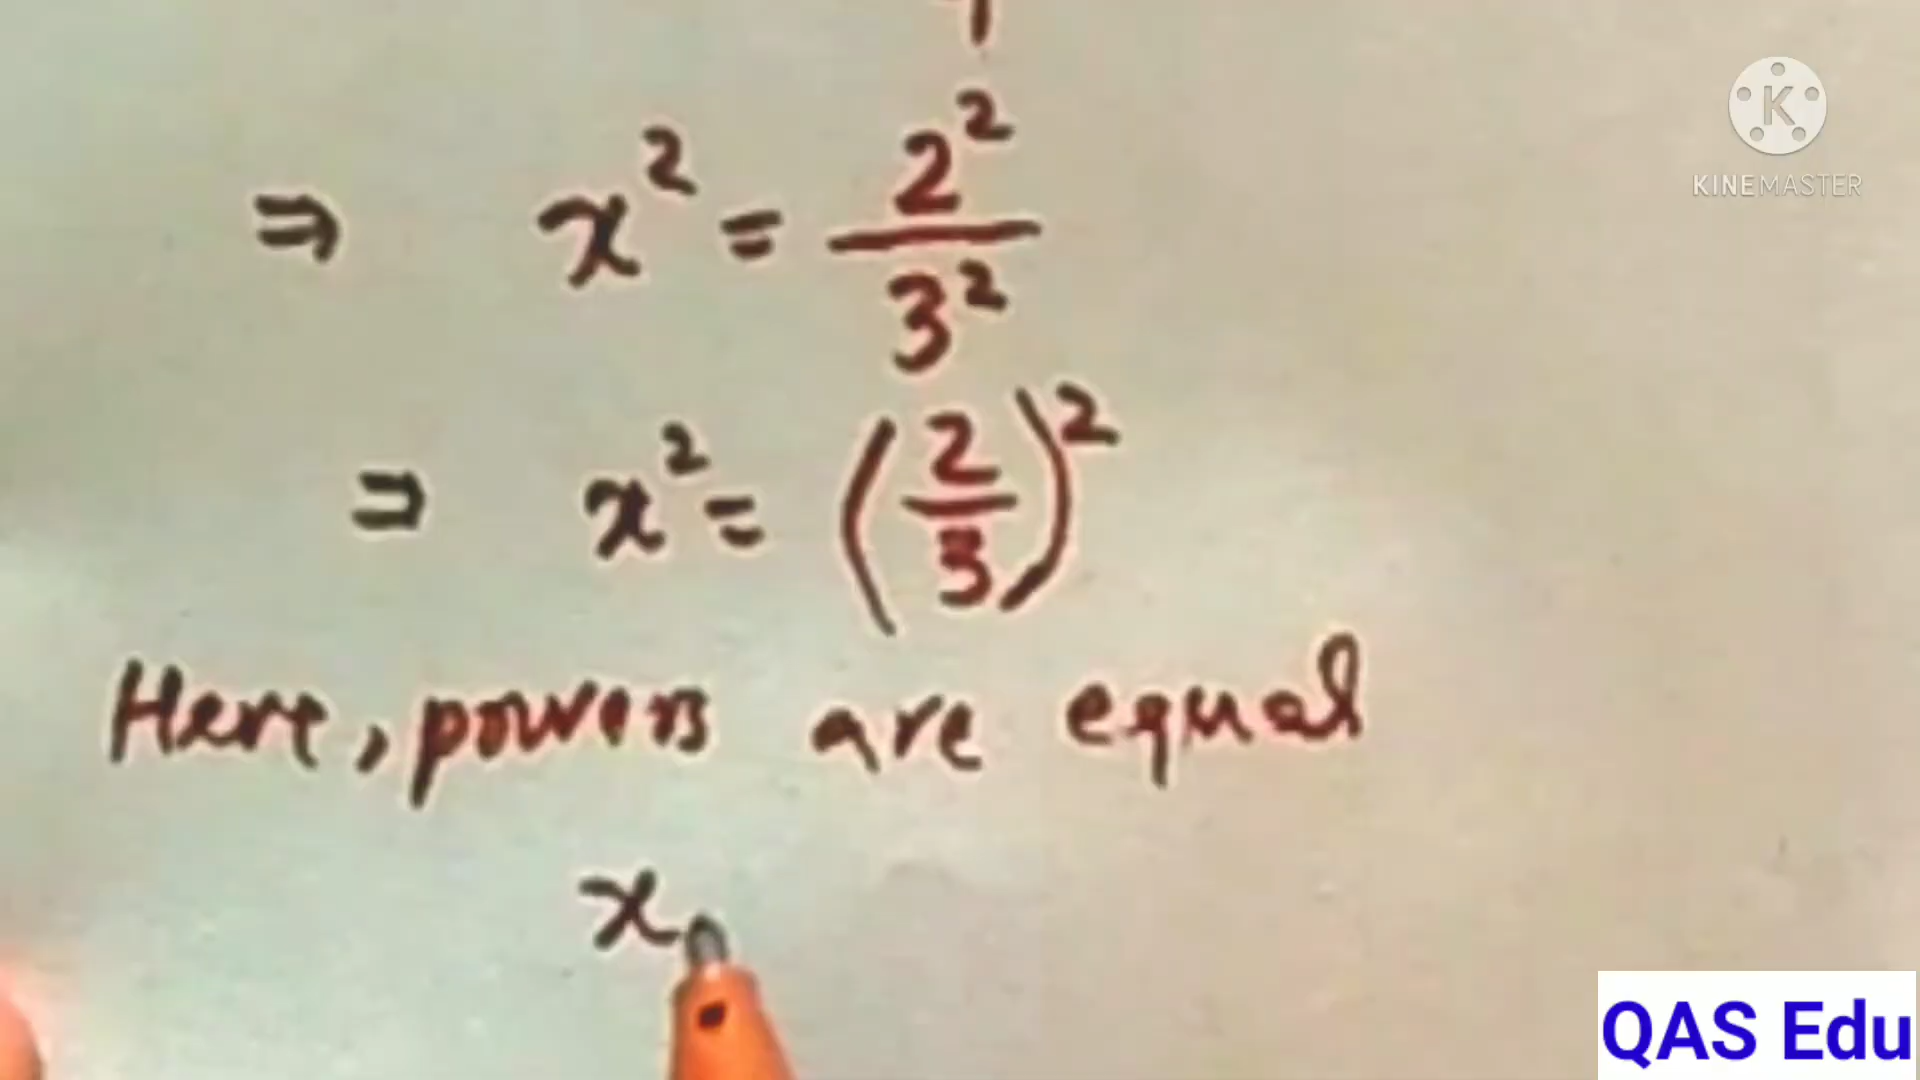 ⇒ x² = 2²/3²
K
KINEMASTER
⇒ x² = (2/3)²
Here, powers are equal
x
QAS Edu